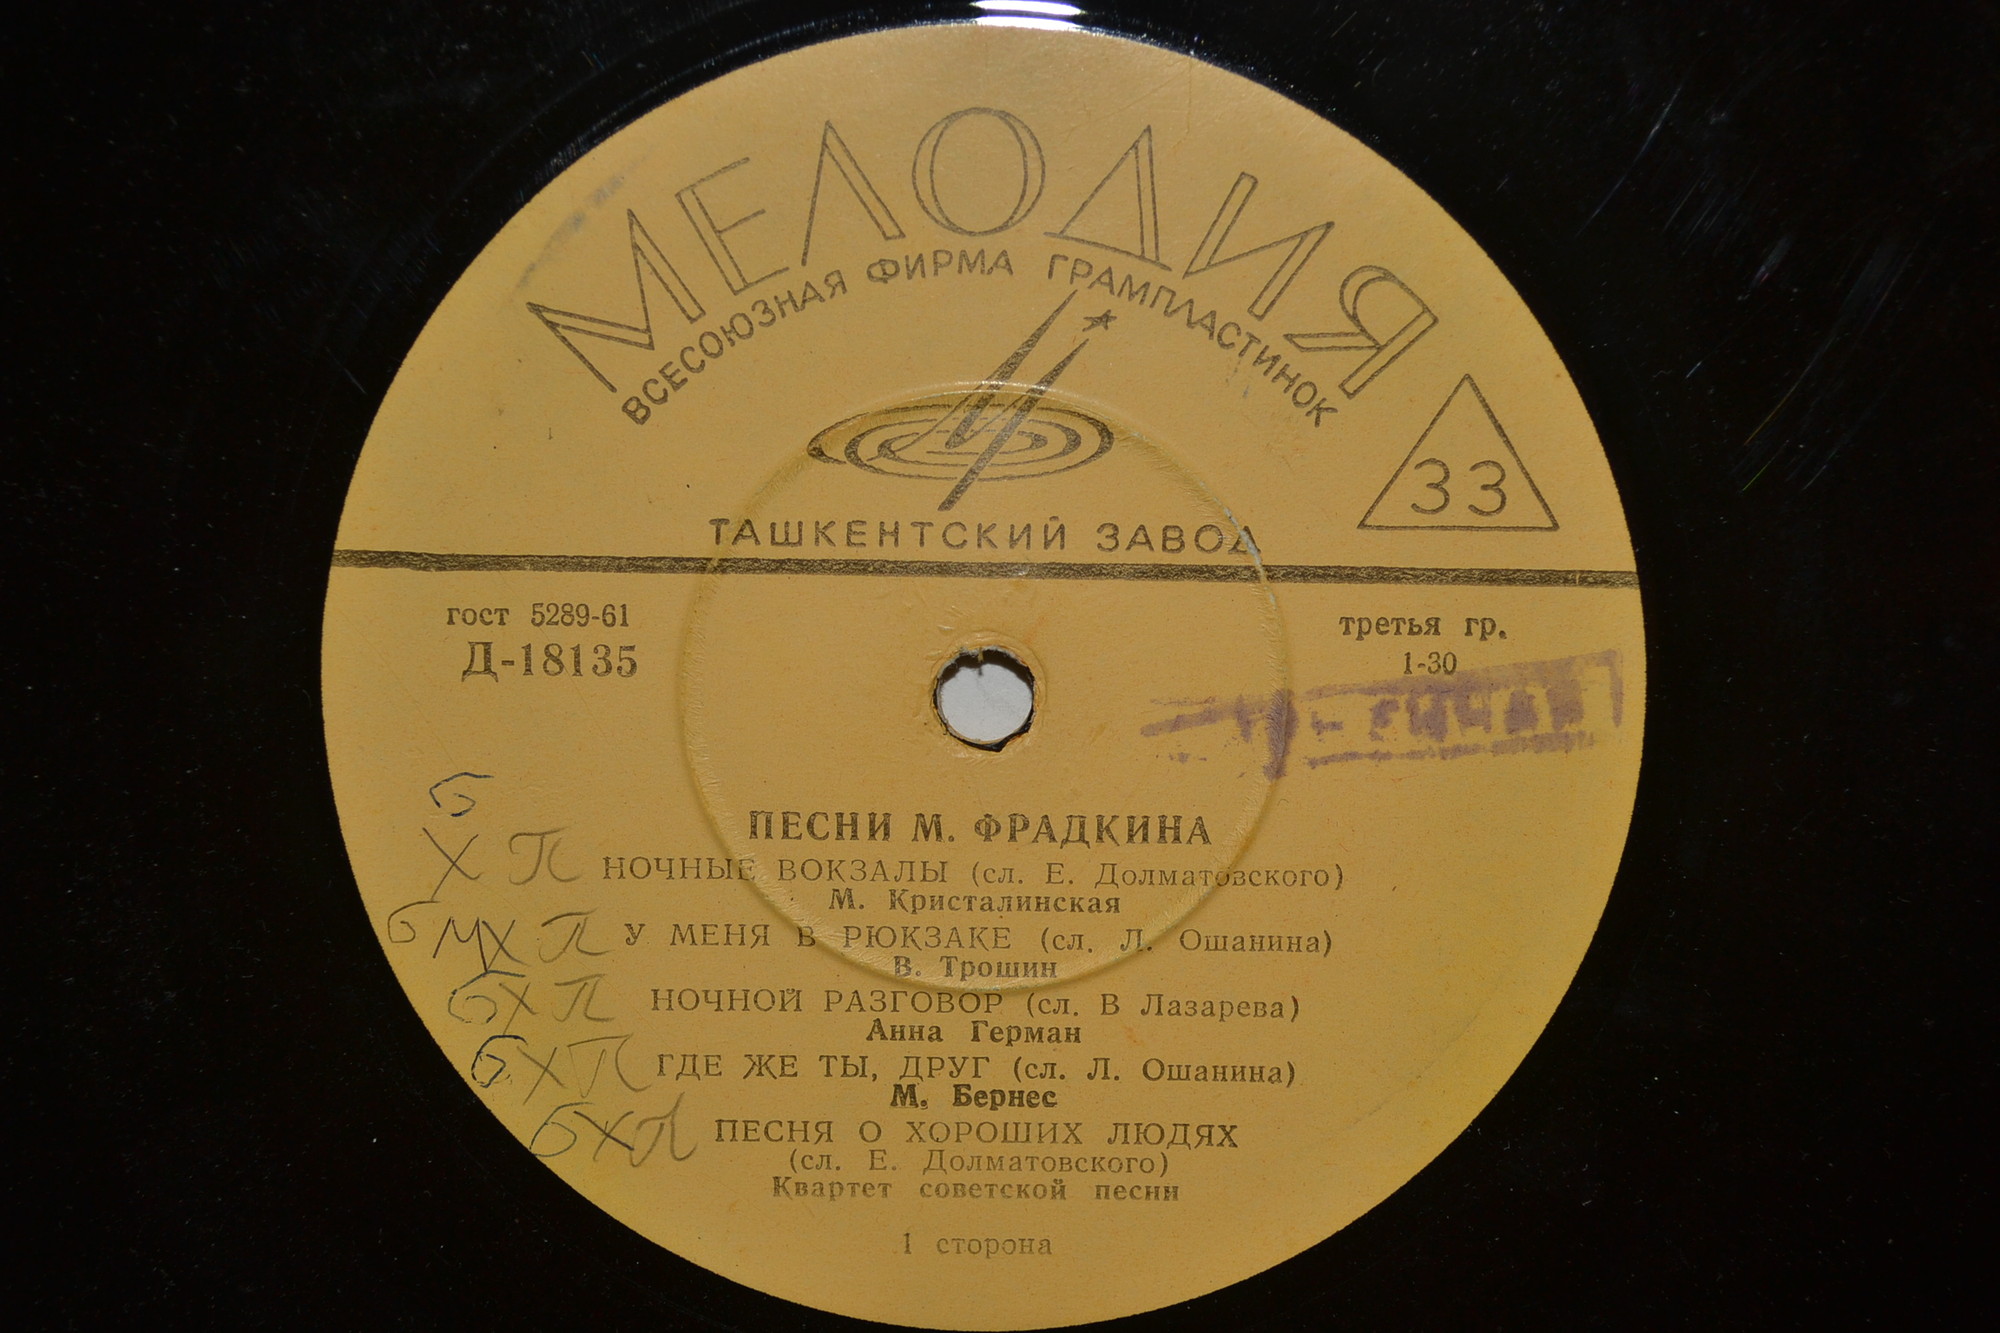 МЕЛОДИЯ
ВСЕСОЮЗНАЯ ФИРМА ГРАМПЛАСТИНОК
33
ТАШКЕНТСКИЙ ЗАВОД
гост 5289-61
Д-18135
третья гр.
1-30
ПЕСНИ М. ФРАДКИНА
Б
Х П НОЧНЫЕ ВОКЗАЛЫ (сл. Е. Долматовского)
М. Кристалинская
Б М Х П У МЕНЯ В РЮКЗАКЕ (сл. Л. Ошанина)
В. Трошин
Б Х П НОЧНОЙ РАЗГОВОР (сл. В Лазарева)
Анна Герман
Б Х П ГДЕ ЖЕ ТЫ, ДРУГ (сл. Л. Ошанина)
М. Бернес
Б Х П ПЕСНЯ О ХОРОШИХ ЛЮДЯХ
(сл. Е. Долматовского)
Квартет советской песни
1 сторона